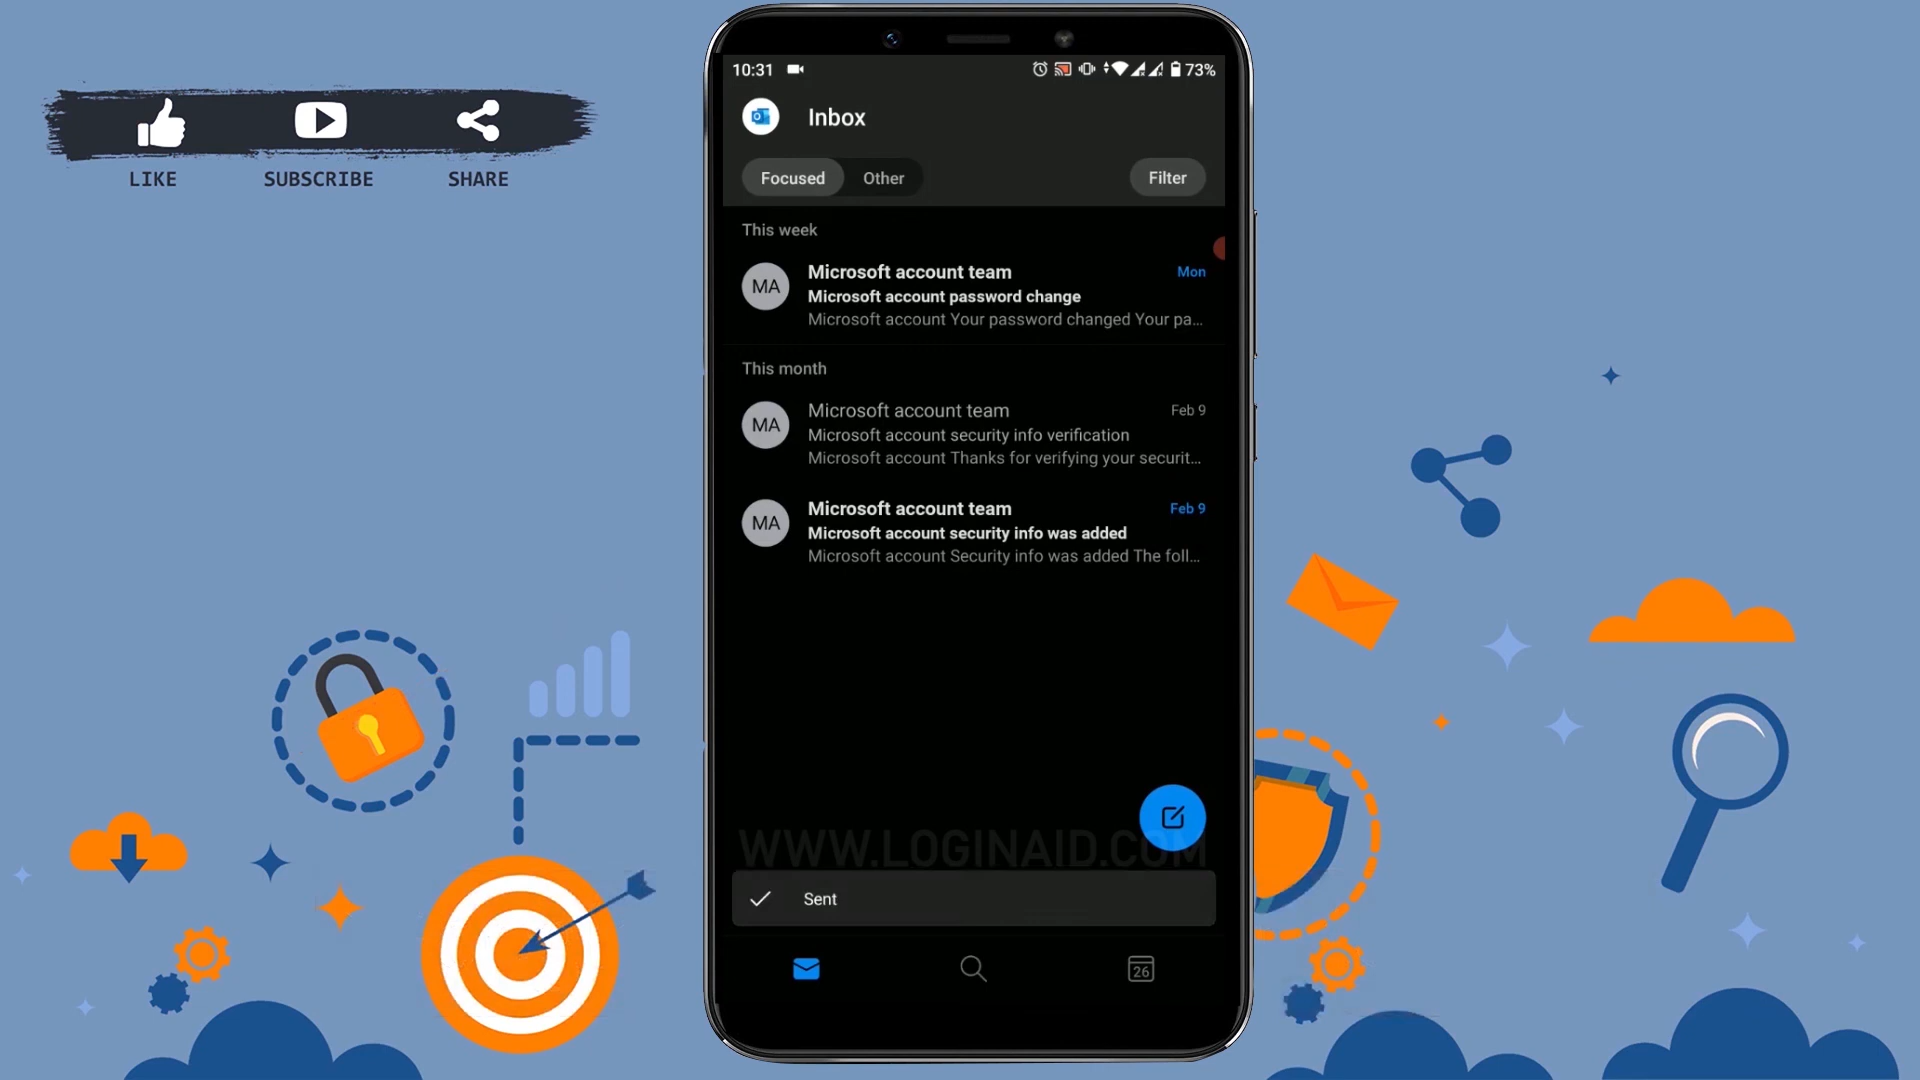 LIKE
SUBSCRIBE
SHARE
10:31
73%
Inbox
Focused
Other
Filter
This week
Microsoft account team
Mon
Microsoft account password change
Microsoft account Your password changed Your pa...
This month
MA
Microsoft account team
Feb 9
Microsoft account security info verification
Microsoft account Thanks for verifying your securit...
MA
Microsoft account team
Feb 9
Microsoft account security info was added
Microsoft account Security info was added The foll...
MA
WWW.LOGINAID.COM
Sent
26